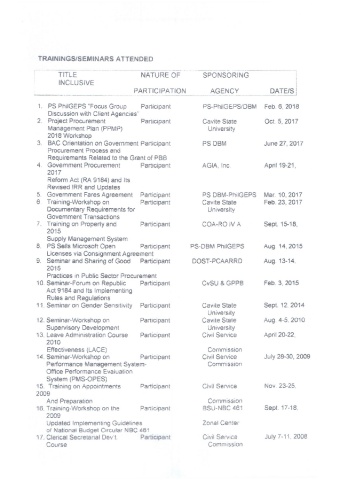 TRAININGS/SEMINARS ATTENDED
TITLE NATURE OF SPONSORING
INCLUSIVE
PARTICIPATION AGENCY DATE/S
1. PS PhilGEPS "Focus Group Participant PS-PhilGEPS/DBM Feb. 6, 2018
Discussion with Client Agencies"
2. Project Procurement Participant Cavite State Oct. 5, 2017
Management Plan (PPMP) University
2018 Workshop
3. BAC Orientation on Government Participant PS DBM June 27, 2017
Procurement Process and
Requirements Related to the Grant of PBB
4. Government Procurement Participant AGIA, Inc April 19-21,
2017
Reform Act (RA 9184) and its
Revised IRR and Updates
5. Government Fares Agreement Participant PS DBM-PhilGEPS Mar. 10, 2017
6. Training-Workshop on Participant Cavite State Feb. 23, 2017
Documentary Requirements for University
Government Transactions
7. Training on Property and Participant COA-RO IV A Sept. 15-18,
2015
Supply Management System
8. PS Sells Microsoft Open Participant PS-DBM PhilGEPS Aug. 14, 2015
Licenses via Consignment Agreement
9. Seminar and Sharing of Good Participant DOST-PCAARRD Aug. 13-14,
2015
Practices in Public Sector Procurement
10. Seminar-Forum on Republic Participant CvSU & GPPB Feb. 3, 2015
Act 9184 and its Implementing
Rules and Regulations
11. Seminar on Gender Sensitivity Participant Cavite State Sept. 12, 2014
University
12. Seminar-Workshop on Participant Cavite State Aug. 4-5, 2010
Supervisory Development University
13. Leave Administration Course Participant Civil Service April 20-22,
2010
Effectiveness (LACE) Commission
14. Seminar-Workshop on Participant Civil Service July 28-30, 2009
Performance Management System- Commission
Office Performance Evaluation
System (PMS-OPES)
15. Training on Appointments Participant Civil Service Nov. 23-25,
2009
And Preparation Commission
16. Training-Workshop on the Participant BSU-NBC 461 Sept. 17-18,
2009
Updated Implementing Guidelines Zonal Center
of National Budget Circular NBC 461
17. Clerical Secretarial Dev't Participant Civil Service July 7-11, 2008
Course Commission